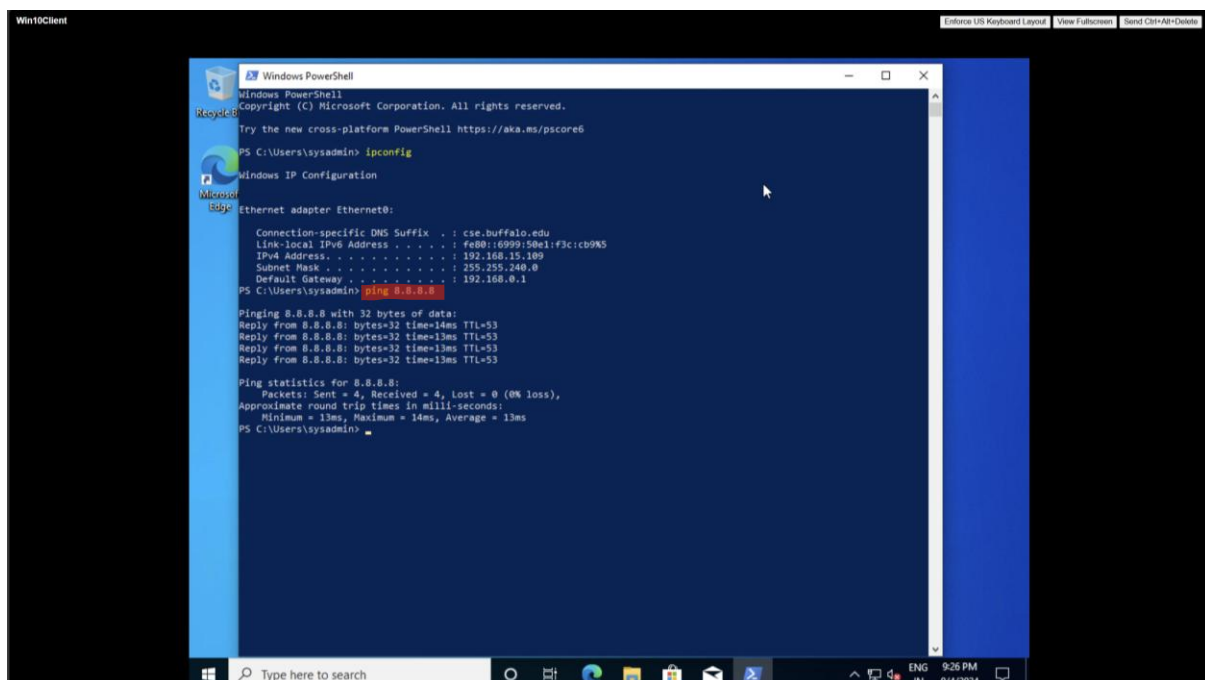 Win10Client
Enforce US Keyboard Layout View Fullscreen Send Ctrl+Alt+Delete
Windows PowerShell
Recycle B
Microsof
Edge
Windows PowerShell
Copyright (C) Microsoft Corporation. All rights reserved.
Try the new cross-platform PowerShell https://aka.ms/pscore6
PS C:\Users\sysadmin> ipconfig
Windows IP Configuration
Ethernet adapter Ethernet0:
Connection-specific DNS Suffix . : cse.buffalo.edu
Link-local IPv6 Address . . . . . : fe80::6999:50e1:f3c:cb9%5
IPv4 Address. . . . . . . . . . . : 192.168.15.109
Subnet Mask . . . . . . . . . . . : 255.255.240.0
Default Gateway . . . . . . . . . : 192.168.0.1
PS C:\Users\sysadmin> ping 8.8.8.8
Pinging 8.8.8.8 with 32 bytes of data:
Reply from 8.8.8.8: bytes=32 time=14ms TTL=53
Reply from 8.8.8.8: bytes=32 time=13ms TTL=53
Reply from 8.8.8.8: bytes=32 time=13ms TTL=53
Reply from 8.8.8.8: bytes=32 time=13ms TTL=53
Ping statistics for 8.8.8.8:
Packets: Sent = 4, Received = 4, Lost = 0 (0% loss),
Approximate round trip times in milli-seconds:
Minimum = 13ms, Maximum = 14ms, Average = 13ms
PS C:\Users\sysadmin>
Type here to search
ENG 9:26 PM